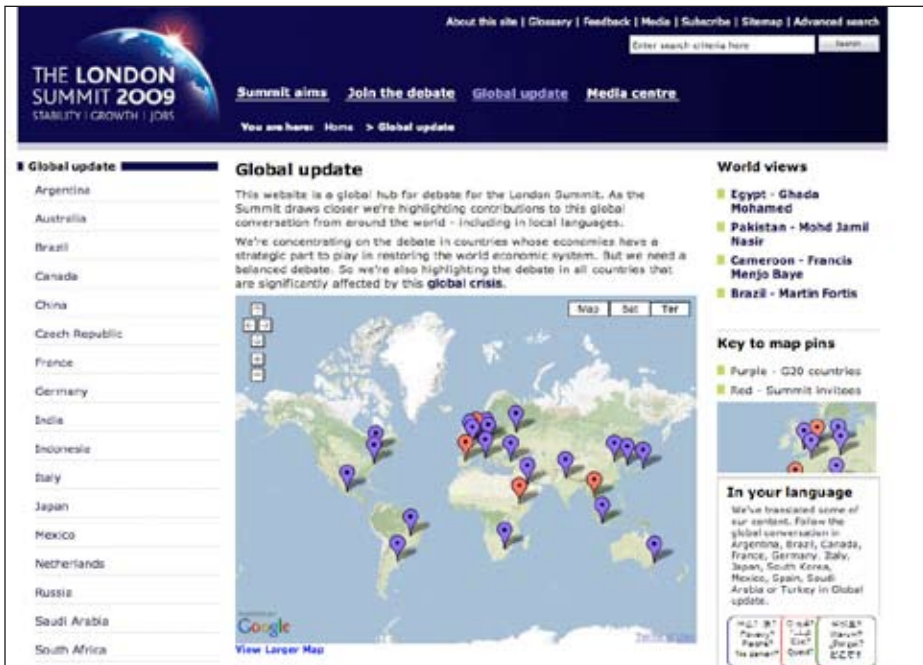 About this site | Glossary | Feedback | Media | Subscribe | Sitemap | Advanced search
Enter search criteria here
Search
THE LONDON
SUMMIT 2009
STABILITY | GROWTH | JOBS
Summit aims Join the debate Global update Media centre
You are here: Home > Global update
Global update
Argentina
Australia
Brazil
Canada
China
Czech Republic
France
Germany
India
Indonesia
Italy
Japan
Mexico
Netherlands
Russia
Saudi Arabia
South Africa
Global update
This website is a global hub for debate for the London Summit. As the
Summit draws closer we're highlighting contributions to this global
conversation from around the world - including in local languages.
We're concentrating on the debate in countries whose economies have a
strategic part to play in restoring the world economic system. But we need a
balanced debate. So we're also highlighting the debate in all countries that
are significantly affected by this global crisis.
Map Sat Ter
Google
View Larger Map
World views
Egypt - Ghada
Mohamed
Pakistan - Mohd Jamil
Nasir
Cameroon - Francis
Menjo Baye
Brazil - Martin Fortis
Key to map pins
Purple - G20 countries
Red - Summit invitees
In your language
We've translated some of
our content. Follow the
global conversation in
Argentina, Brazil, Canada,
France, Germany, Italy,
Japan, South Korea,
Mexico, Spain, Saudi
Arabia or Turkey in Global
update.